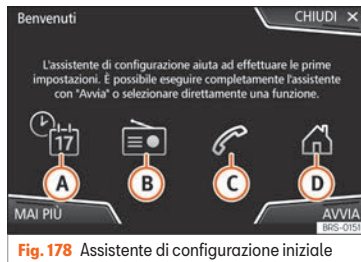 Benvenuti
CHIUDI ×
L'assistente di configurazione aiuta ad effettuare le prime
impostazioni. È possibile eseguire completamente l'assistente
con "Avvia" o selezionare direttamente una funzione.
17
A B C D
MAI PIÙ
AVVIA
BRS-0151
Fig. 178 Assistente di configurazione iniziale